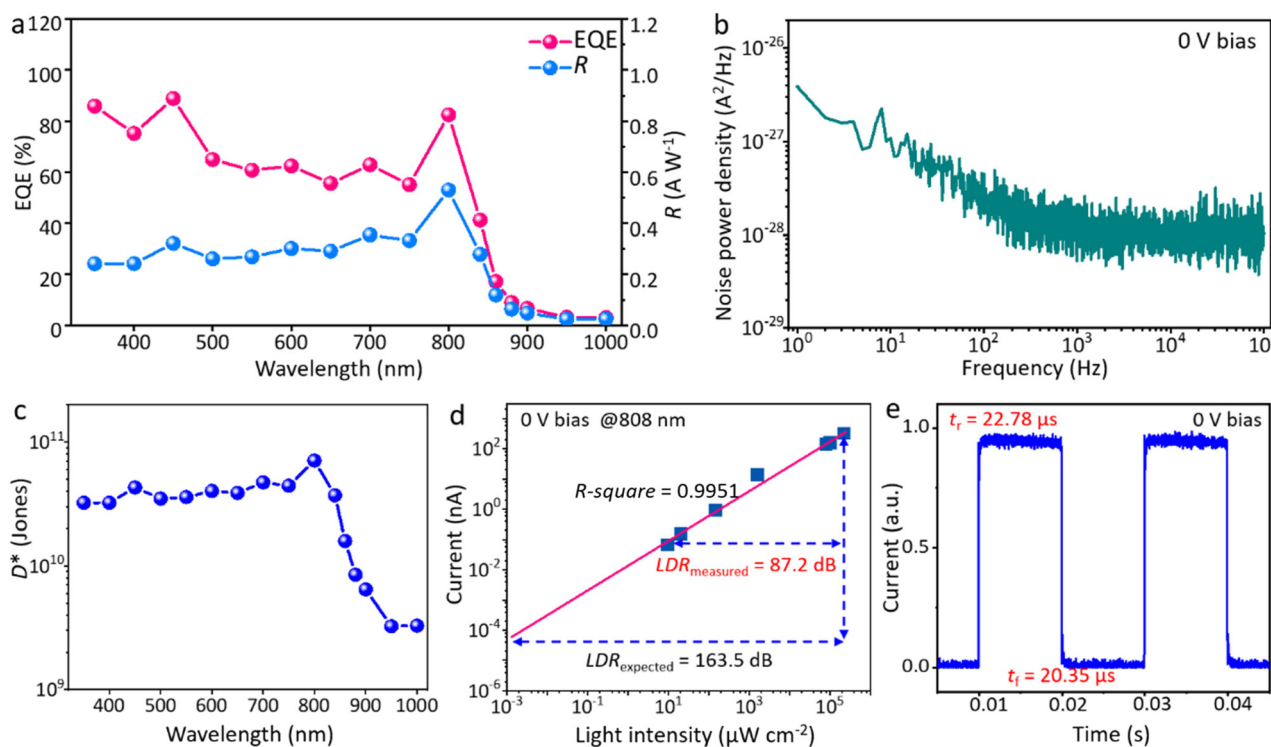 a
120
100
80
60
40
20
0
EQE (%)
1.2
1.0
0.8
0.6
0.4
0.2
0.0
R (A W⁻¹)
EQE
R
400 500 600 700 800 900 1000
Wavelength (nm)
b
0 V bias
10⁻²⁶
10⁻²⁷
10⁻²⁸
10⁻²⁹
Noise power density (A²/Hz)
10⁰ 10¹ 10² 10³ 10⁴ 10⁵
Frequency (Hz)
c
10¹¹
10¹⁰
10⁹
D* (Jones)
400 500 600 700 800 900 1000
Wavelength (nm)
d
0 V bias @808 nm
10²
10⁰
10⁻²
10⁻⁴
10⁻⁶
Current (nA)
R-square = 0.9951
LDRmeasured = 87.2 dB
LDRexpected = 163.5 dB
10⁻³ 10⁻¹ 10¹ 10³ 10⁵
Light intensity (µW cm⁻²)
e
tr = 22.78 µs
0 V bias
1.0
0.5
0.0
Current (a.u.)
tf = 20.35 µs
0.01 0.02 0.03 0.04
Time (s)